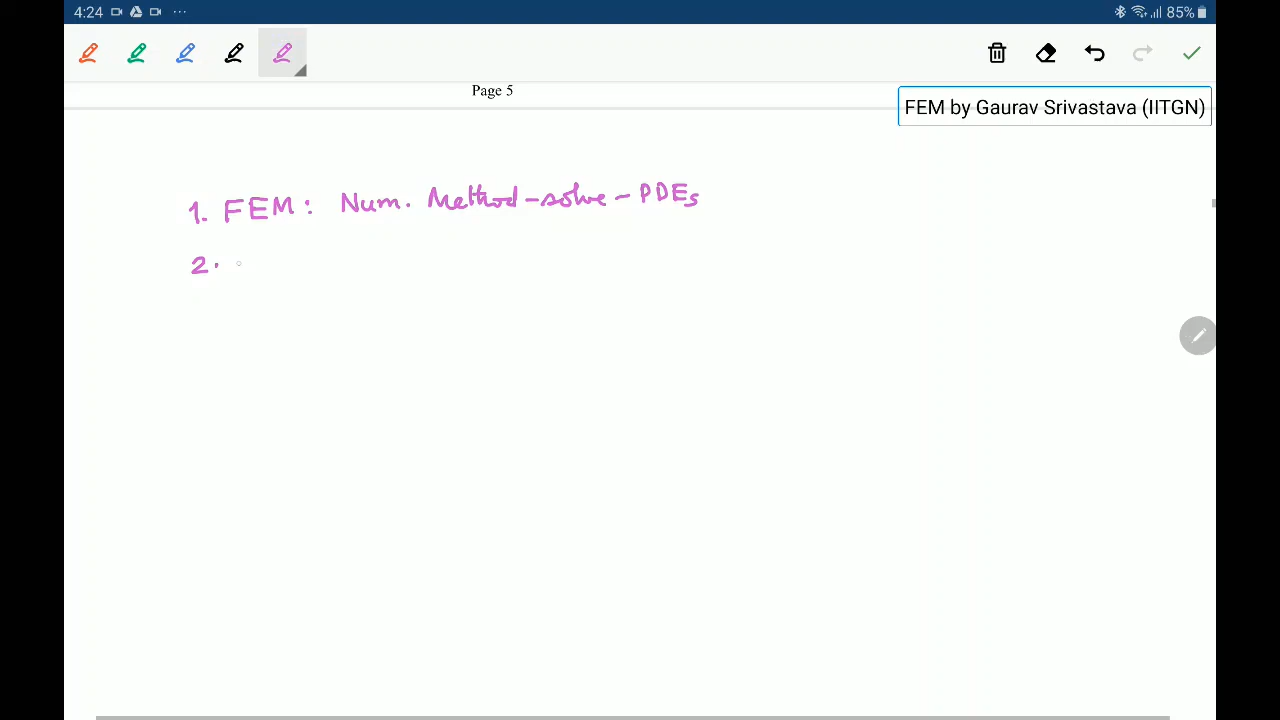 4:24 85%
Page 5
FEM by Gaurav Srivastava (IITGN)
1. FEM: Num. Method - solve - PDEs
2.